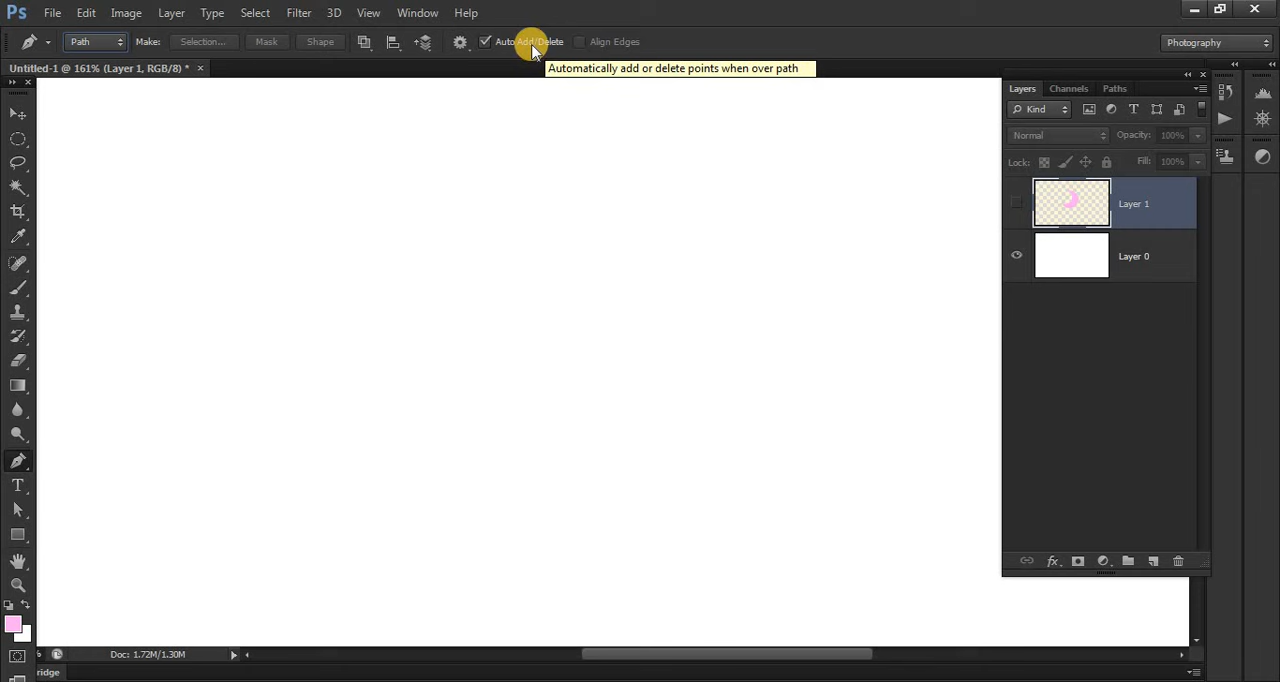 Ps File Edit Image Layer Type Select Filter 3D View Window Help
Path Make: Selection... Mask Shape Auto Add/Delete Align Edges Photography
Untitled-1 @ 161% (Layer 1, RGB/8) * ×
Automatically add or delete points when over path
Layers Channels Paths
Kind
Normal Opacity: 100%
Lock: Fill: 100%
Layer 1
Layer 0
fx
Doc: 1.72M/1.30M
ridge